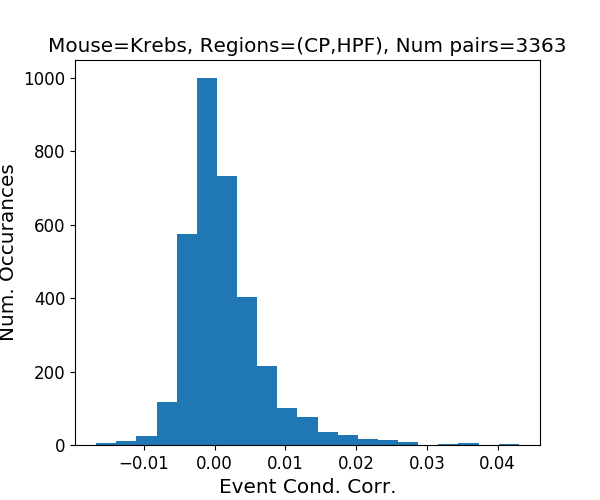 Mouse=Krebs, Regions=(CP,HPF), Num pairs=3363
1000
800
600
400
200
0
Num. Occurances
−0.01 0.00 0.01 0.02 0.03 0.04
Event Cond. Corr.